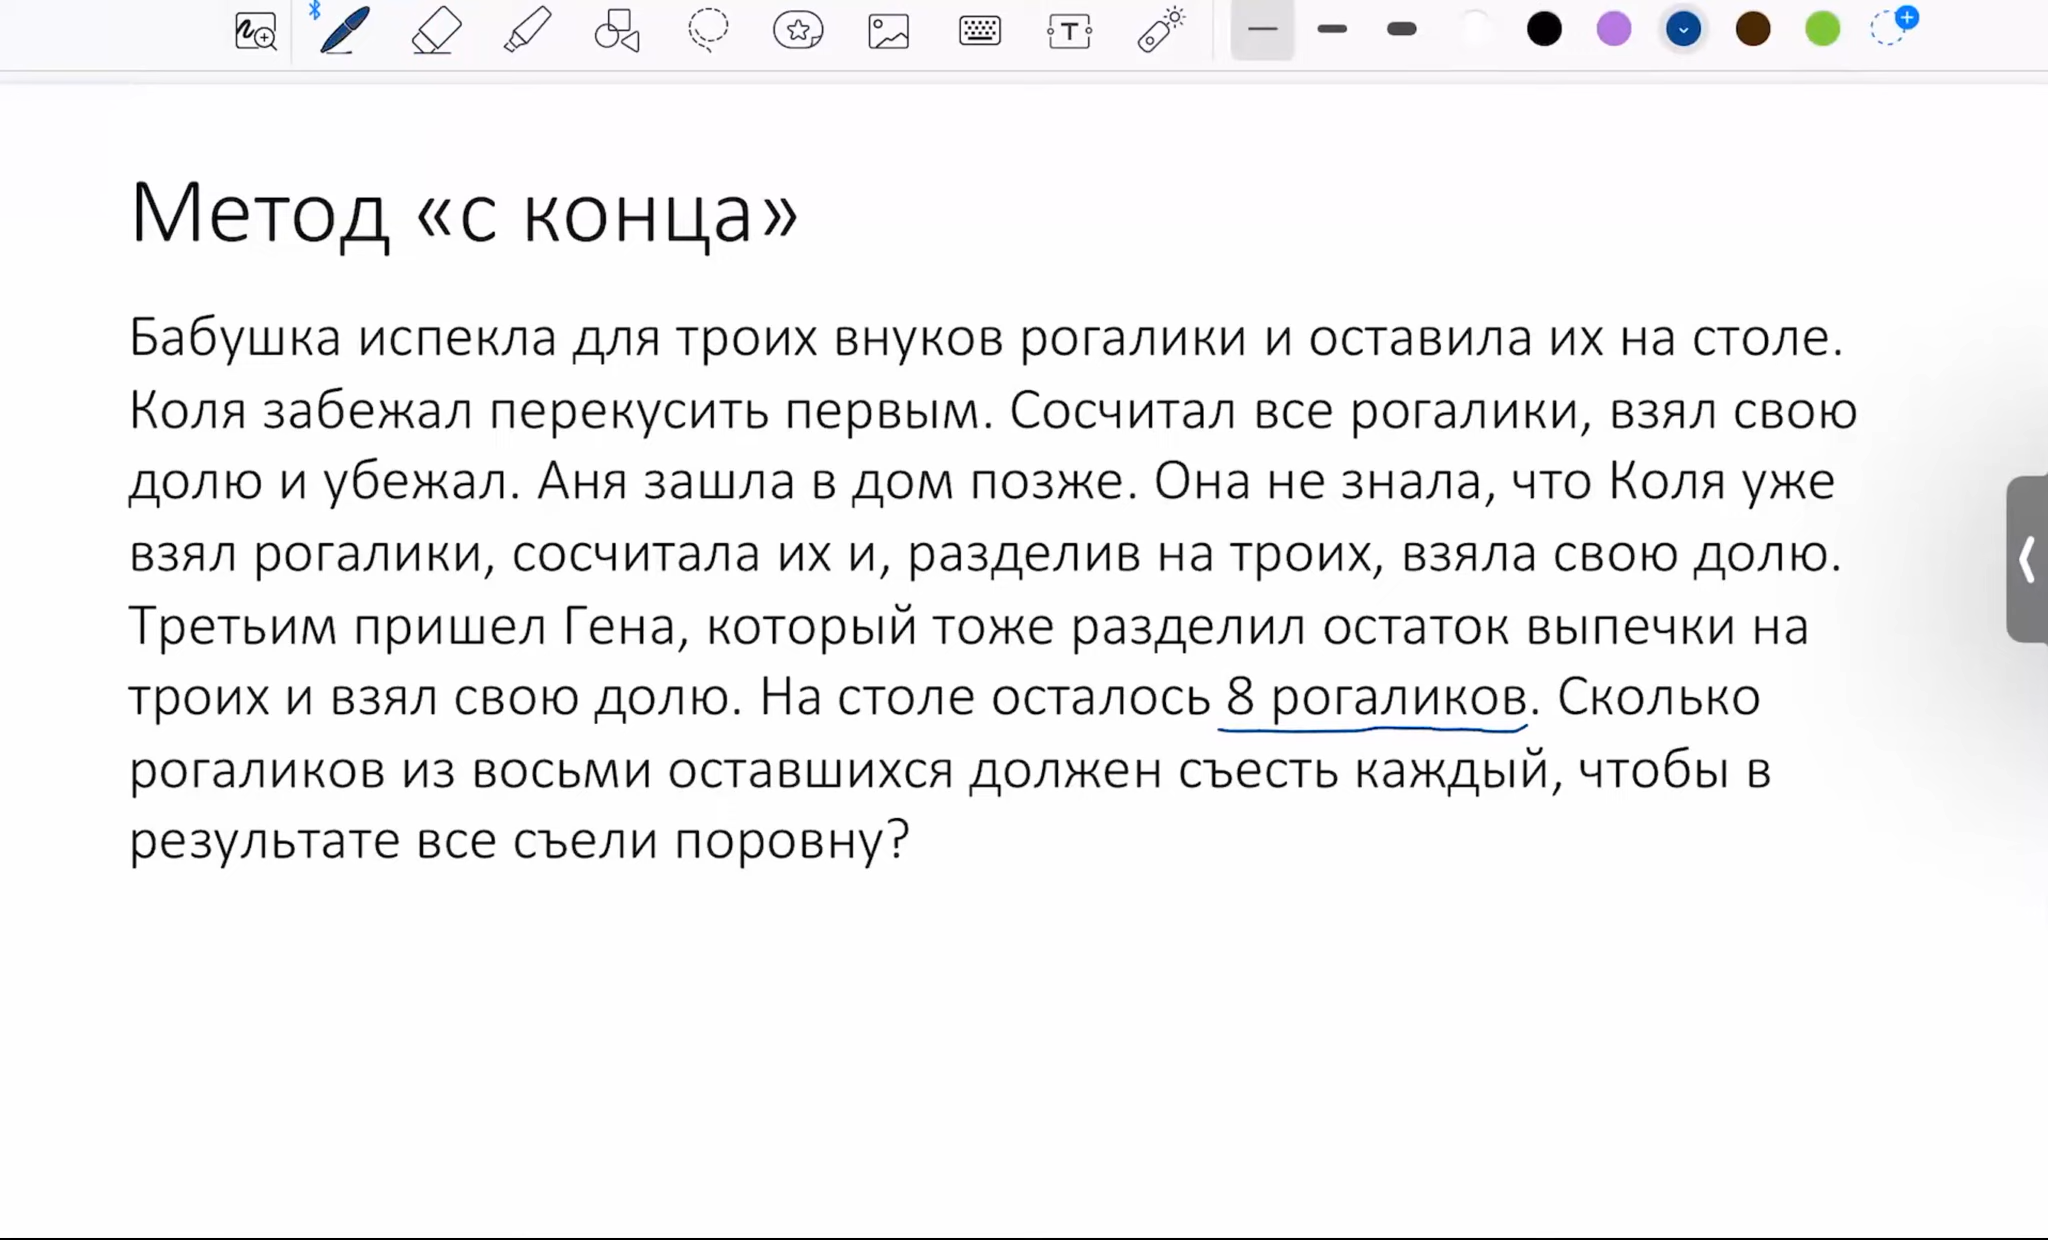 Метод «с конца»
Бабушка испекла для троих внуков рогалики и оставила их на столе.
Коля забежал перекусить первым. Сосчитал все рогалики, взял свою
долю и убежал. Аня зашла в дом позже. Она не знала, что Коля уже
взял рогалики, сосчитала их и, разделив на троих, взяла свою долю.
Третьим пришел Гена, который тоже разделил остаток выпечки на
троих и взял свою долю. На столе осталось 8 рогаликов. Сколько
рогаликов из восьми оставшихся должен съесть каждый, чтобы в
результате все съели поровну?